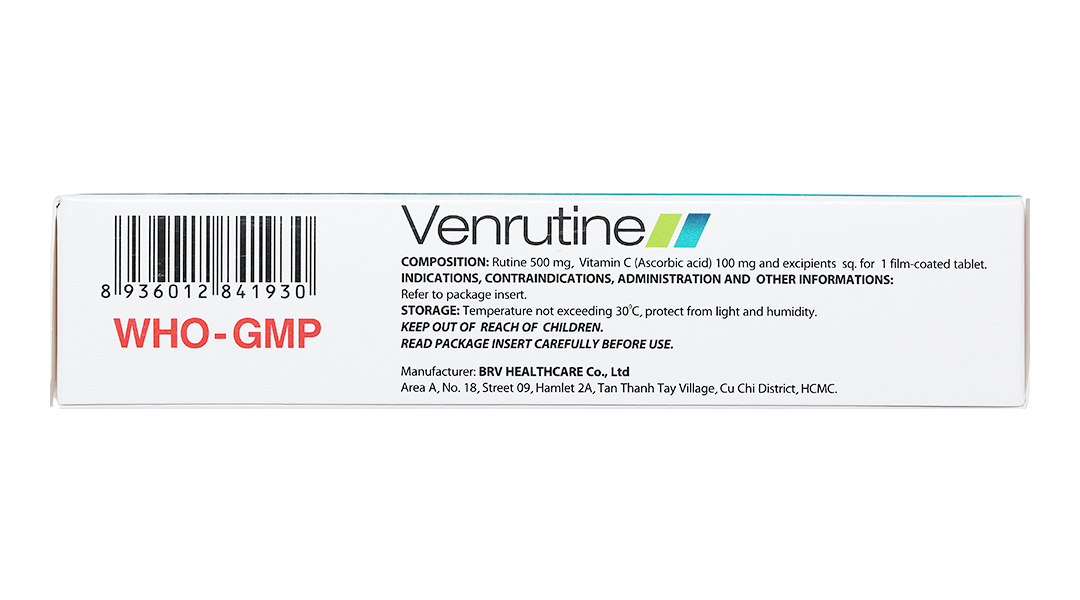 Venrutine
COMPOSITION: Rutine 500 mg, Vitamin C (Ascorbic acid) 100 mg and excipients sq. for 1 film-coated tablet.
INDICATIONS, CONTRAINDICATIONS, ADMINISTRATION AND OTHER INFORMATIONS:
Refer to package insert.
STORAGE: Temperature not exceeding 30°C, protect from light and humidity.
KEEP OUT OF REACH OF CHILDREN.
READ PACKAGE INSERT CAREFULLY BEFORE USE.
Manufacturer: BRV HEALTHCARE Co., Ltd
Area A, No. 18, Street 09, Hamlet 2A, Tan Thanh Tay Village, Cu Chi District, HCMC.
8 936012 841930
WHO-GMP